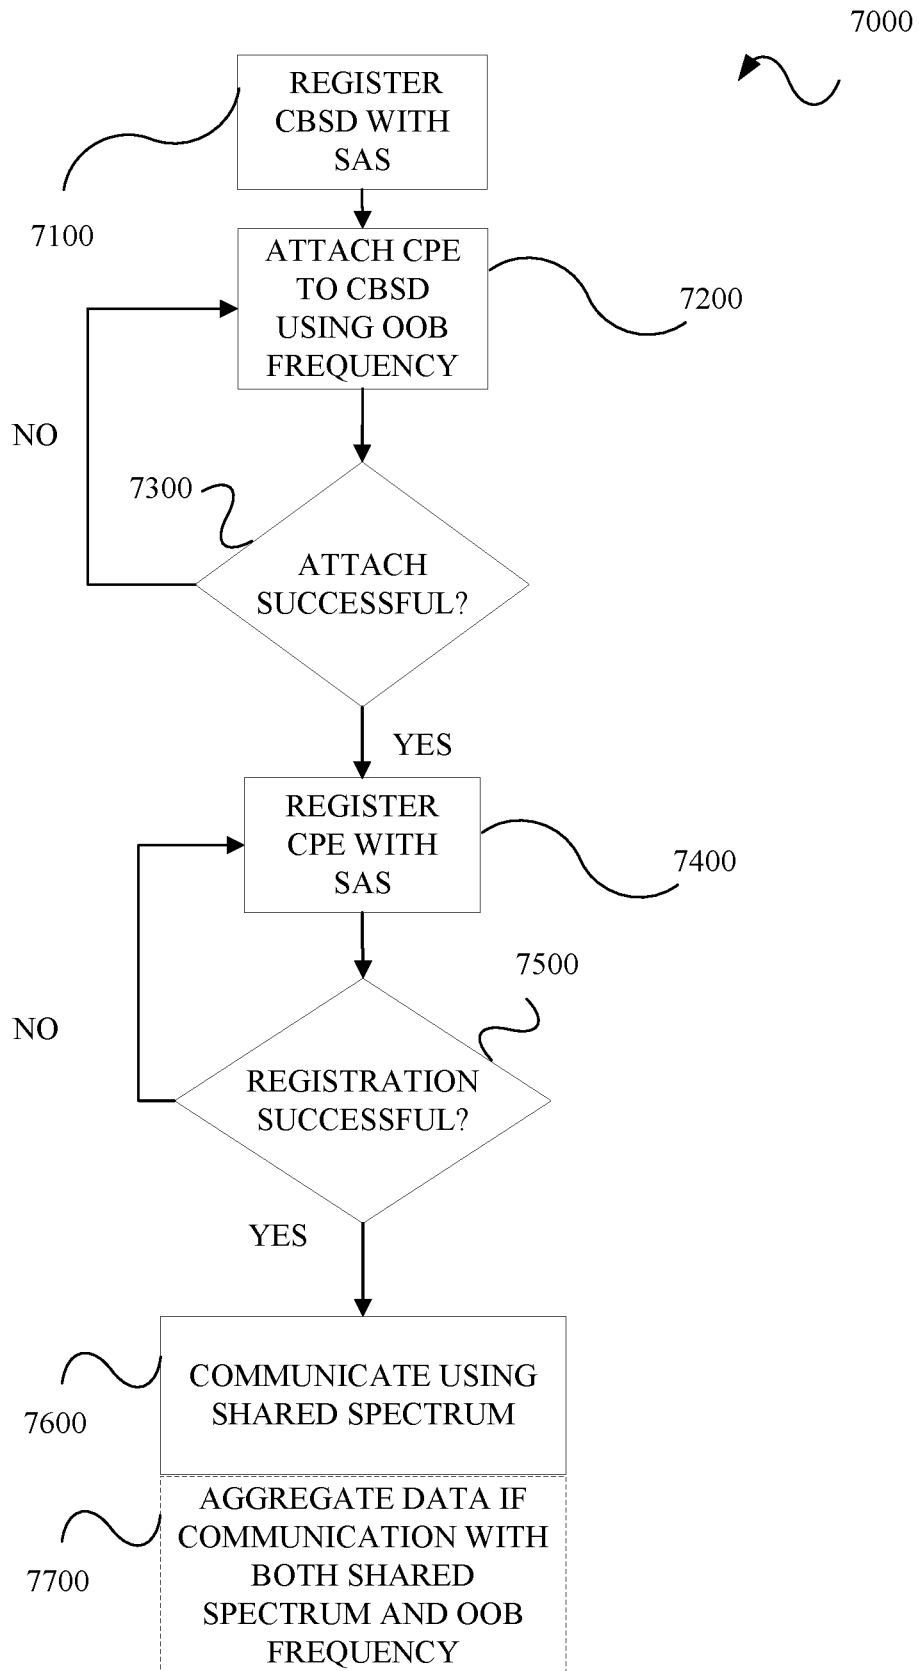 7000
REGISTER
CBSD WITH
SAS
7100
ATTACH CPE
TO CBSD
USING OOB
FREQUENCY
7200
NO
7300
ATTACH
SUCCESSFUL?
YES
REGISTER
CPE WITH
SAS
7400
7500
NO
REGISTRATION
SUCCESSFUL?
YES
COMMUNICATE USING
SHARED SPECTRUM
7600
AGGREGATE DATA IF
COMMUNICATION WITH
BOTH SHARED
SPECTRUM AND OOB
FREQUENCY
7700